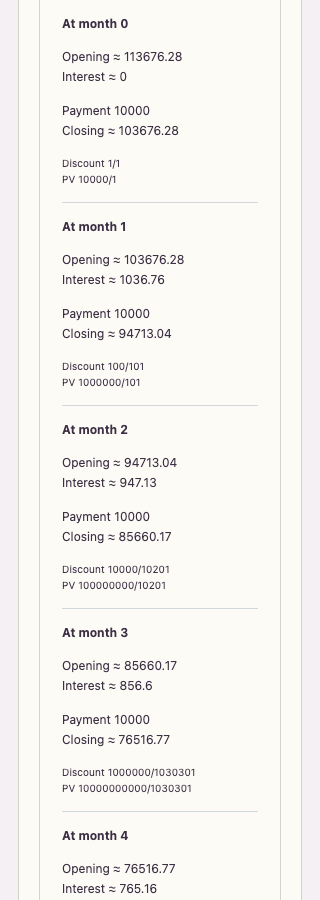 At month 0
Opening ≈ 113676.28
Interest ≈ 0
Payment 10000
Closing ≈ 103676.28
Discount 1/1
PV 10000/1
At month 1
Opening ≈ 103676.28
Interest ≈ 1036.76
Payment 10000
Closing ≈ 94713.04
Discount 100/101
PV 1000000/101
At month 2
Opening ≈ 94713.04
Interest ≈ 947.13
Payment 10000
Closing ≈ 85660.17
Discount 10000/10201
PV 100000000/10201
At month 3
Opening ≈ 85660.17
Interest ≈ 856.6
Payment 10000
Closing ≈ 76516.77
Discount 1000000/1030301
PV 10000000000/1030301
At month 4
Opening ≈ 76516.77
Interest ≈ 765.16